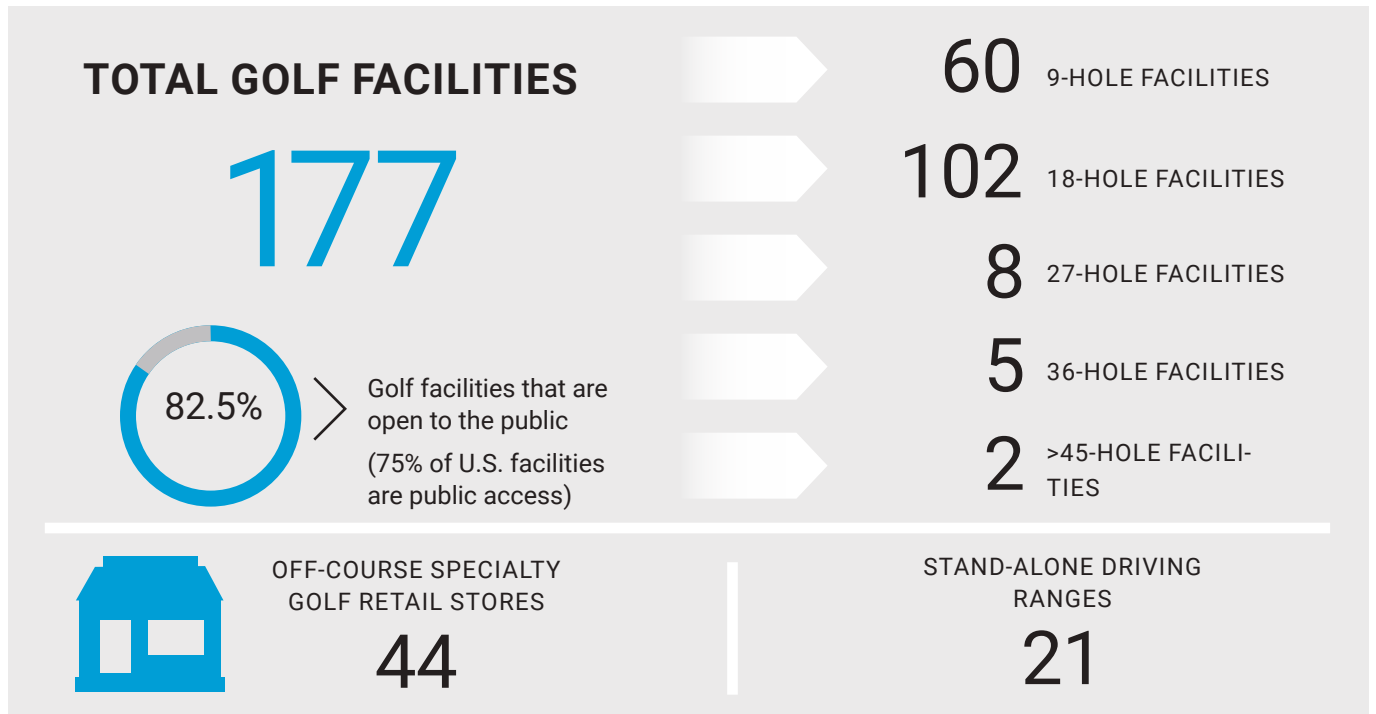 TOTAL GOLF FACILITIES
177
82.5%
Golf facilities that are
open to the public
(75% of U.S. facilities
are public access)
60 9-HOLE FACILITIES
102 18-HOLE FACILITIES
8 27-HOLE FACILITIES
5 36-HOLE FACILITIES
2 >45-HOLE FACILI-
TIES
OFF-COURSE SPECIALTY
GOLF RETAIL STORES
44
STAND-ALONE DRIVING
RANGES
21